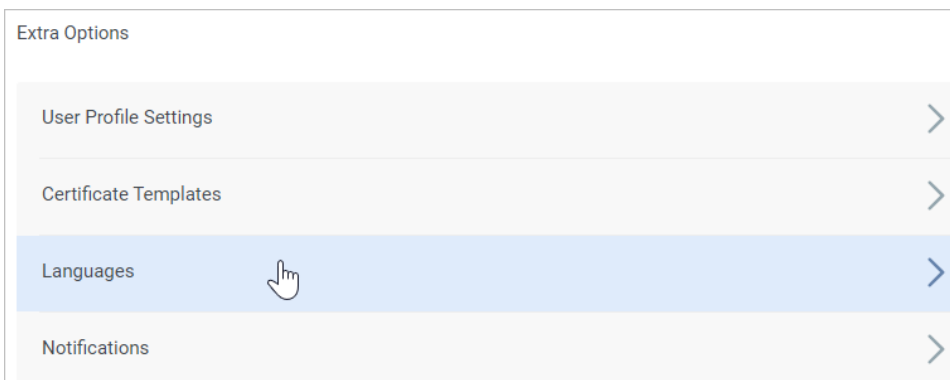 Extra Options
User Profile Settings
Certificate Templates
Languages
Notifications